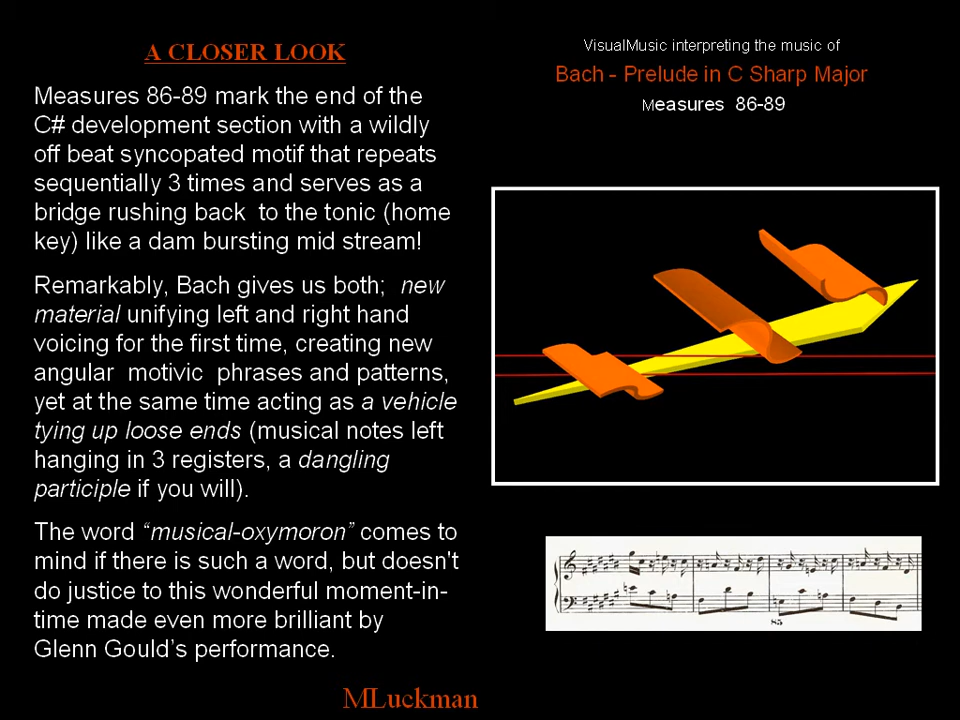 A CLOSER LOOK
Measures 86-89 mark the end of the
C# development section with a wildly
off beat syncopated motif that repeats
sequentially 3 times and serves as a
bridge rushing back to the tonic (home
key) like a dam bursting mid stream!
Remarkably, Bach gives us both; new
material unifying left and right hand
voicing for the first time, creating new
angular motivic phrases and patterns,
yet at the same time acting as a vehicle
tying up loose ends (musical notes left
hanging in 3 registers, a dangling
participle if you will).
The word “musical-oxymoron” comes to
mind if there is such a word, but doesn't
do justice to this wonderful moment-in-
time made even more brilliant by
Glenn Gould’s performance.
MLuckman
VisualMusic interpreting the music of
Bach - Prelude in C Sharp Major
Measures 86-89
85